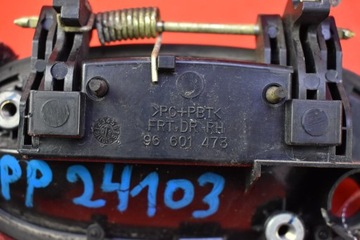 >PC+PBT<
FRT DR RH
96 601 473
PP 24103